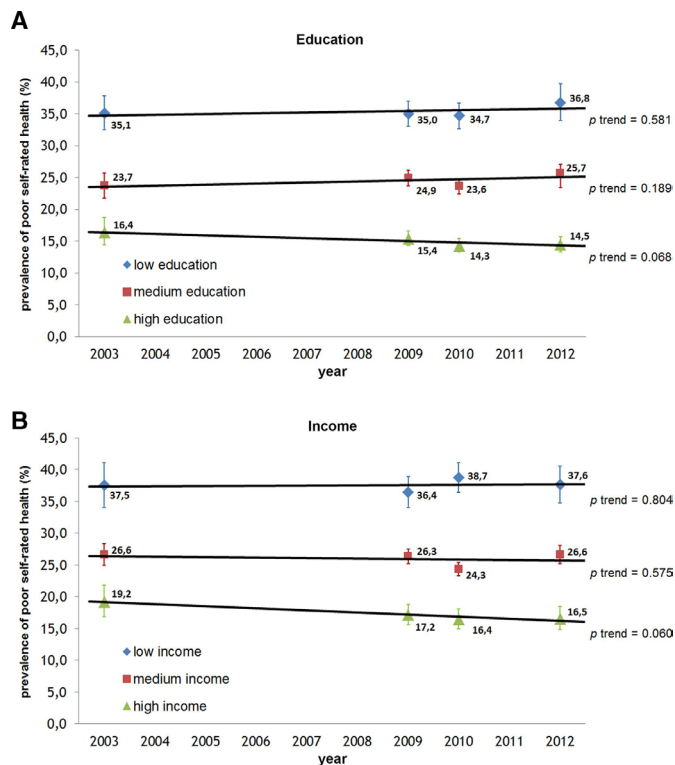 A
Education
prevalence of poor self-rated health (%)
45,0
40,0
35,0
30,0
25,0
20,0
15,0
10,0
5,0
0,0
35,1
35,0
34,7
36,8
p trend = 0.581
23,7
24,9
23,6
25,7
p trend = 0.189
16,4
15,4
14,3
14,5
p trend = 0.068
low education
medium education
high education
2003 2004 2005 2006 2007 2008 2009 2010 2011 2012
year
B
Income
prevalence of poor self-rated health (%)
45,0
40,0
35,0
30,0
25,0
20,0
15,0
10,0
5,0
0,0
37,5
36,4
38,7
37,6
p trend = 0.804
26,6
26,3
24,3
26,6
p trend = 0.575
19,2
17,2
16,4
16,5
p trend = 0.060
low income
medium income
high income
2003 2004 2005 2006 2007 2008 2009 2010 2011 2012
year